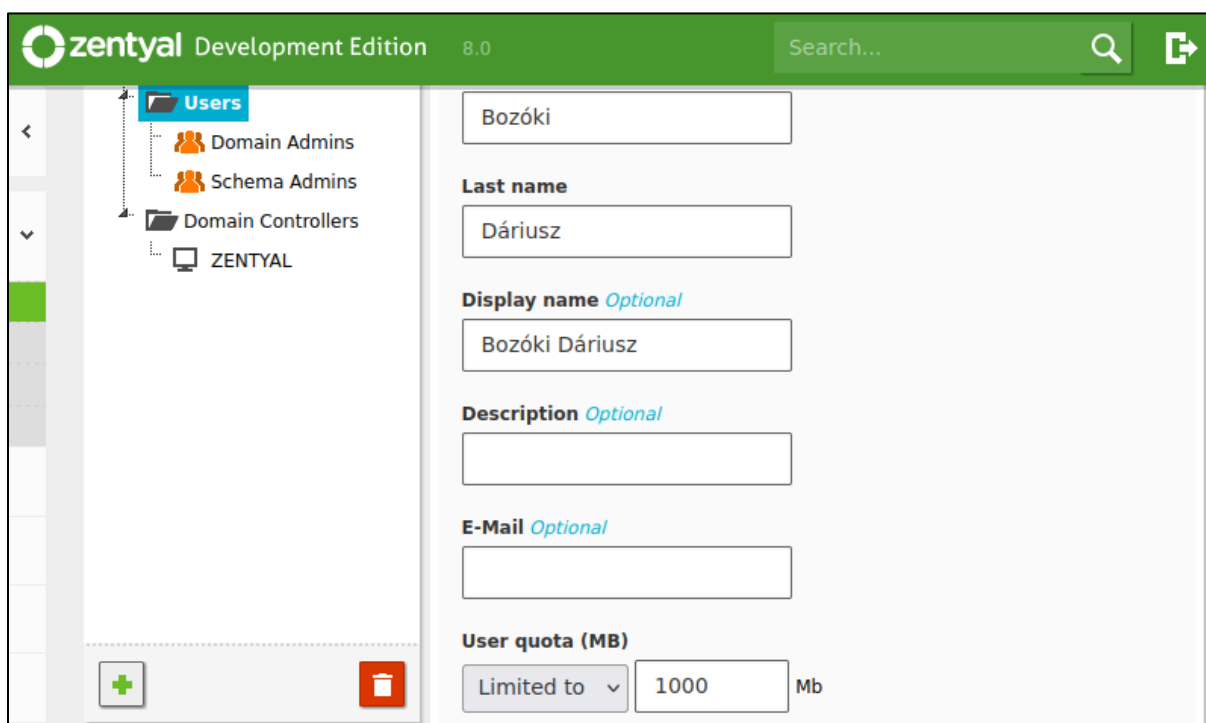 zentyal Development Edition 8.0 Search...
Users
Domain Admins
Schema Admins
Domain Controllers
ZENTYAL
Bozóki
Last name
Dáriusz
Display name Optional
Bozóki Dáriusz
Description Optional
E-Mail Optional
User quota (MB)
Limited to 1000 Mb